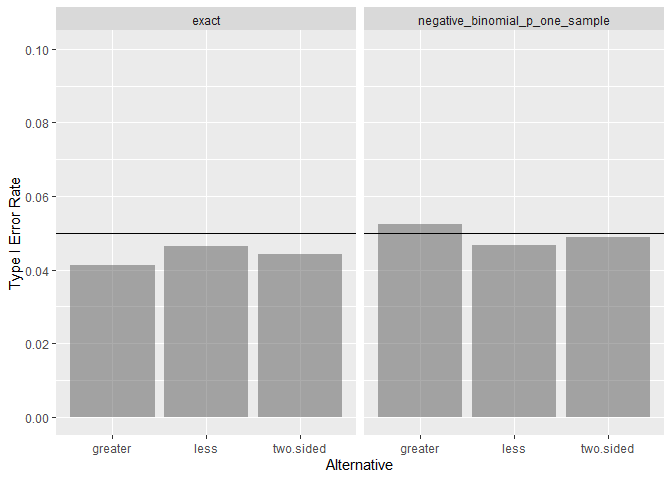 exact
negative_binomial_p_one_sample
Type I Error Rate
0.10
0.08
0.06
0.04
0.02
0.00
greater
less
two.sided
greater
less
two.sided
Alternative